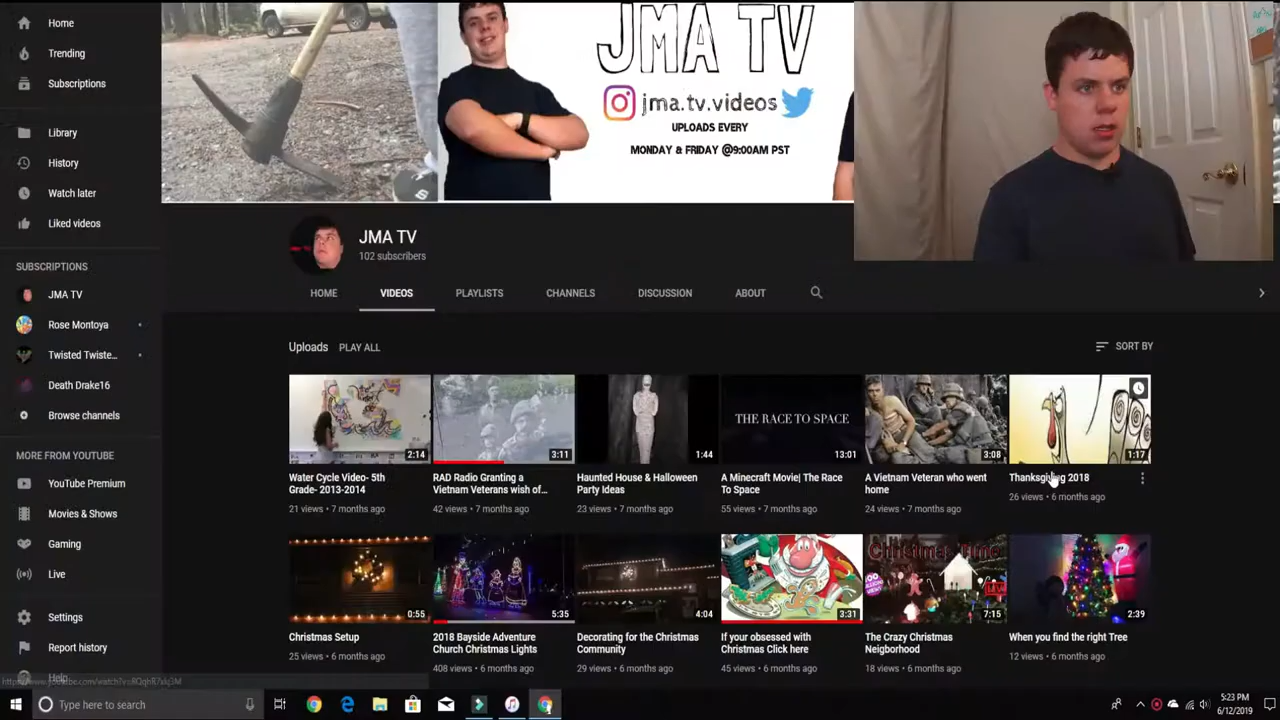 Home
Trending
Subscriptions
Library
History
Watch later
Liked videos
SUBSCRIPTIONS
JMA TV
Rose Montoya
Twisted Twiste...
Death Drake16
Browse channels
MORE FROM YOUTUBE
YouTube Premium
Movies & Shows
Gaming
Live
Settings
Report history
Help
JMA TV
jma.tv.videos
UPLOADS EVERY
MONDAY & FRIDAY @9:00AM PST
JMA TV
102 subscribers
HOME VIDEOS PLAYLISTS CHANNELS DISCUSSION ABOUT
Uploads PLAY ALL SORT BY
THE RACE TO SPACE
2:14 3:11 1:44 13:01 3:08 1:17
Water Cycle Video- 5th Grade- 2013-2014
21 views • 7 months ago
RAD Radio Granting a Vietnam Veterans wish of...
42 views • 7 months ago
Haunted House & Halloween Party Ideas
23 views • 7 months ago
A Minecraft Movie| The Race To Space
55 views • 7 months ago
A Vietnam Veteran who went home
24 views • 7 months ago
Thanksgiving 2018
26 views • 6 months ago
Christmas Time
0:55 5:35 4:04 3:31 7:15 2:39
Christmas Setup
25 views • 6 months ago
2018 Bayside Adventure Church Christmas Lights
408 views • 6 months ago
Decorating for the Christmas Community
29 views • 6 months ago
If your obsessed with Christmas Click here
45 views • 6 months ago
The Crazy Christmas Neigborhood
18 views • 6 months ago
When you find the right Tree
12 views • 6 months ago
Type here to search
5:23 PM
6/12/2019